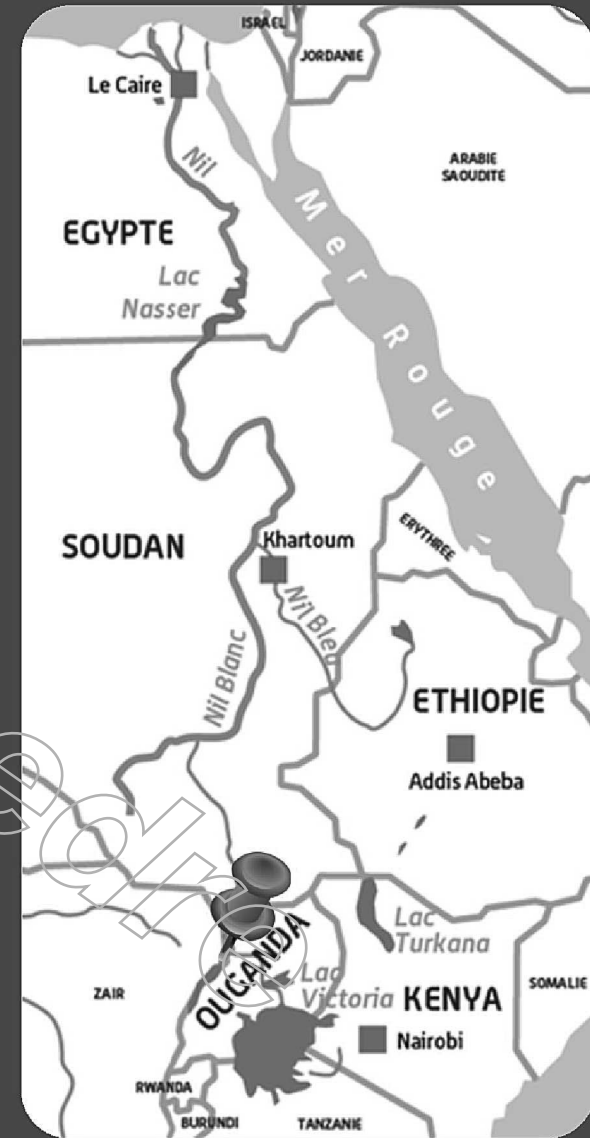 ISRAËL
JORDANIE
Le Caire
Nil
ARABIE
SAOUDITE
EGYPTE
Mer Rouge
Lac
Nasser
SOUDAN
Khartoum
ERYTHREE
Nil Bleu
Nil Blanc
ETHIOPIE
Addis Abeba
Lac
Turkana
OUGANDA
Lac
Victoria
KENYA
SOMALIE
ZAIR
Nairobi
RWANDA
BURUNDI
TANZANIE